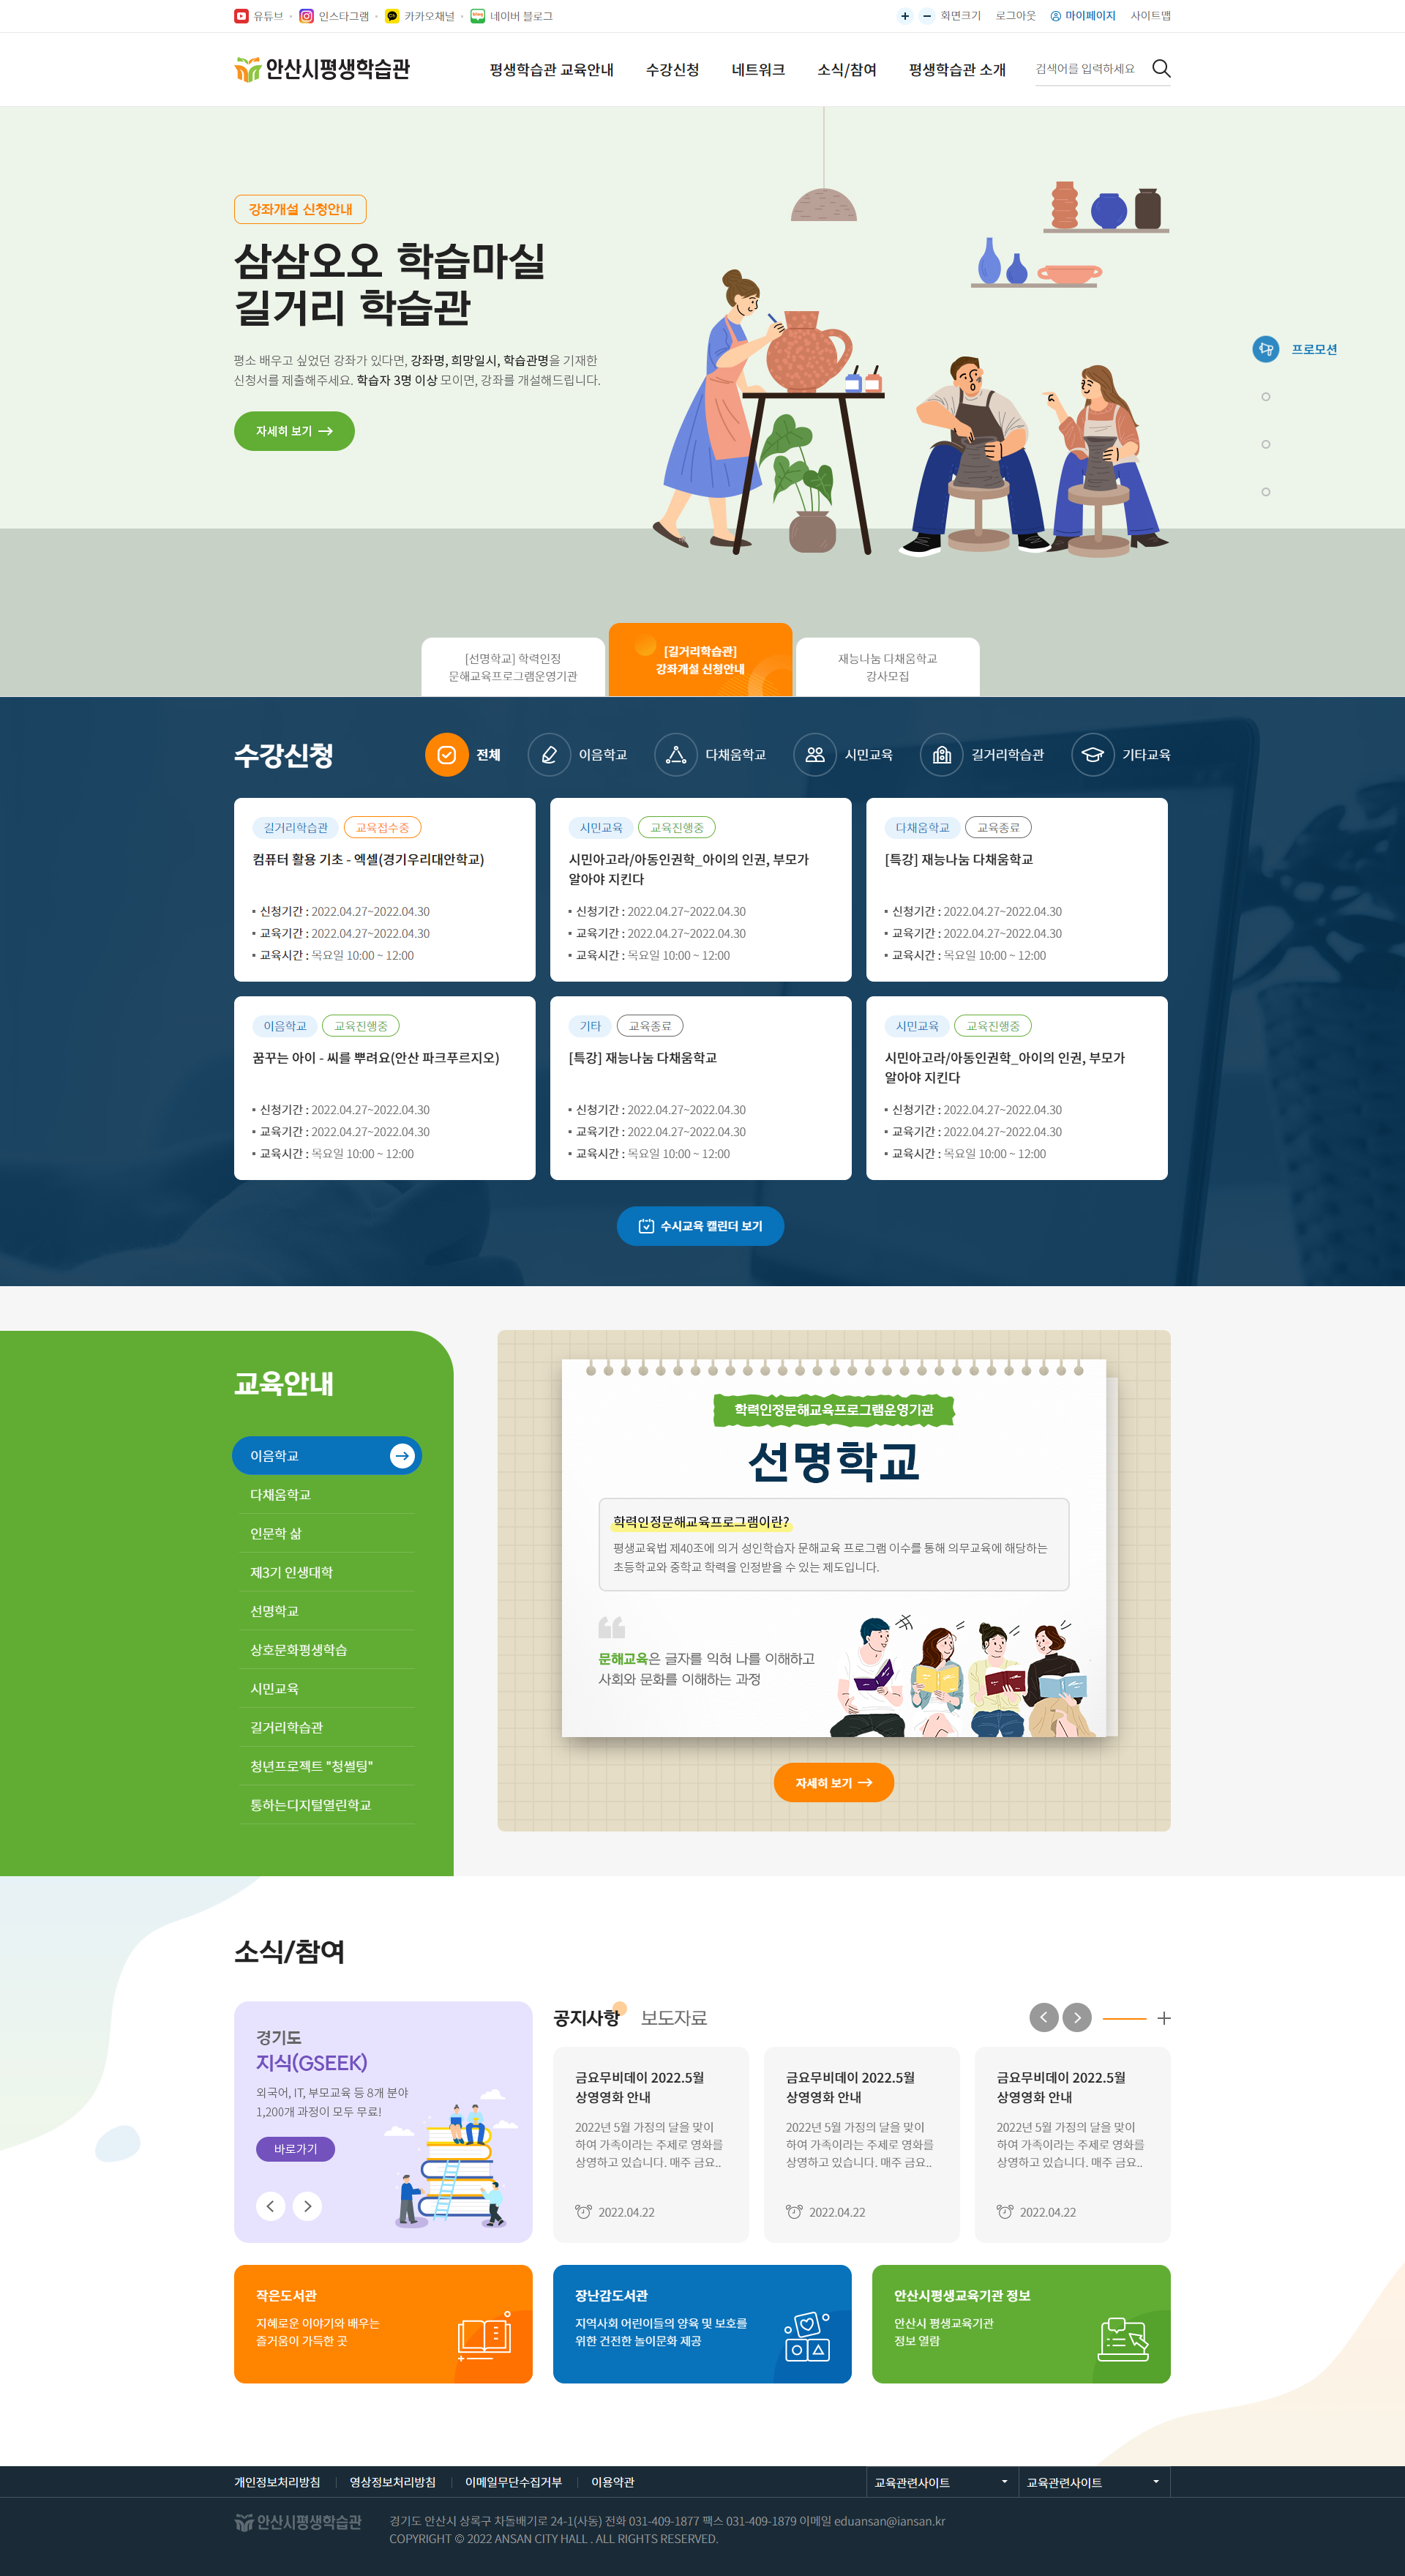 유튜브 · 인스타그램 · 카카오채널 · 네이버 블로그
화면크기 로그아웃 마이페이지 사이트맵
안산시평생학습관 평생학습관 교육안내 수강신청 네트워크 소식/참여 평생학습관 소개 검색어를 입력하세요
강좌개설 신청안내
삼삼오오 학습마실
길거리 학습관
평소 배우고 싶었던 강좌가 있다면, 강좌명, 희망일시, 학습관명을 기재한
신청서를 제출해주세요. 학습자 3명 이상 모이면, 강좌를 개설해드립니다.
자세히 보기
프로모션
[선명학교] 학력인정
문해교육프로그램운영기관
[길거리학습관]
강좌개설 신청안내
재능나눔 다채움학교
강사모집
수강신청
전체 이음학교 다채움학교 시민교육 길거리학습관 기타교육
길거리학습관 교육접수중
컴퓨터 활용 기초 - 엑셀(경기우리대안학교)
신청기간 : 2022.04.27~2022.04.30
교육기간 : 2022.04.27~2022.04.30
교육시간 : 목요일 10:00 ~ 12:00
시민교육 교육진행중
시민아고라/아동인권학_아이의 인권, 부모가
알아야 지킨다
신청기간 : 2022.04.27~2022.04.30
교육기간 : 2022.04.27~2022.04.30
교육시간 : 목요일 10:00 ~ 12:00
다채움학교 교육종료
[특강] 재능나눔 다채움학교
신청기간 : 2022.04.27~2022.04.30
교육기간 : 2022.04.27~2022.04.30
교육시간 : 목요일 10:00 ~ 12:00
이음학교 교육진행중
꿈꾸는 아이 - 씨를 뿌려요(안산 파크푸르지오)
신청기간 : 2022.04.27~2022.04.30
교육기간 : 2022.04.27~2022.04.30
교육시간 : 목요일 10:00 ~ 12:00
기타 교육종료
[특강] 재능나눔 다채움학교
신청기간 : 2022.04.27~2022.04.30
교육기간 : 2022.04.27~2022.04.30
교육시간 : 목요일 10:00 ~ 12:00
시민교육 교육진행중
시민아고라/아동인권학_아이의 인권, 부모가
알아야 지킨다
신청기간 : 2022.04.27~2022.04.30
교육기간 : 2022.04.27~2022.04.30
교육시간 : 목요일 10:00 ~ 12:00
수시교육 캘린더 보기
교육안내
이음학교
다채움학교
인문학 삶
제3기 인생대학
선명학교
상호문화평생학습
시민교육
길거리학습관
청년프로젝트 "청썰팅"
통하는디지털열린학교
학력인정문해교육프로그램운영기관
선명학교
학력인정문해교육프로그램이란?
평생교육법 제40조에 의거 성인학습자 문해교육 프로그램 이수를 통해 의무교육에 해당하는
초등학교와 중학교 학력을 인정받을 수 있는 제도입니다.
문해교육은 글자를 익혀 나를 이해하고
사회와 문화를 이해하는 과정
자세히 보기
소식/참여
경기도
지식(GSEEK)
외국어, IT, 부모교육 등 8개 분야
1,200개 과정이 모두 무료!
바로가기
공지사항 보도자료
금요무비데이 2022.5월
상영영화 안내
2022년 5월 가정의 달을 맞이
하여 가족이라는 주제로 영화를
상영하고 있습니다. 매주 금요..
2022.04.22
금요무비데이 2022.5월
상영영화 안내
2022년 5월 가정의 달을 맞이
하여 가족이라는 주제로 영화를
상영하고 있습니다. 매주 금요..
2022.04.22
금요무비데이 2022.5월
상영영화 안내
2022년 5월 가정의 달을 맞이
하여 가족이라는 주제로 영화를
상영하고 있습니다. 매주 금요..
2022.04.22
작은도서관
지혜로운 이야기와 배우는
즐거움이 가득한 곳
장난감도서관
지역사회 어린이들의 양육 및 보호를
위한 건전한 놀이문화 제공
안산시평생교육기관 정보
안산시 평생교육기관
정보 열람
개인정보처리방침 영상정보처리방침 이메일무단수집거부 이용약관 교육관련사이트 교육관련사이트
안산시평생학습관
경기도 안산시 상록구 차돌배기로 24-1(사동) 전화 031-409-1877 팩스 031-409-1879 이메일 eduansan@iansan.kr
COPYRIGHT © 2022 ANSAN CITY HALL . ALL RIGHTS RESERVED.